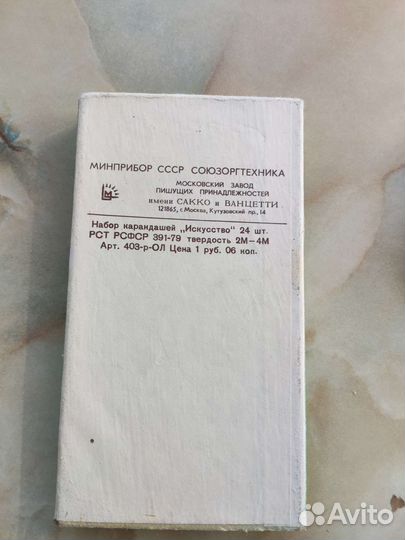 МИНПРИБОР СССР СОЮЗОРГТЕХНИКА
МОСКОВСКИЙ ЗАВОД
ПИШУЩИХ ПРИНАДЛЕЖНОСТЕЙ
имени САККО и ВАНЦЕТТИ
121865, г. Москва, Кутузовский пр., 14
Набор карандашей „Искусство" 24 шт.
РСТ РСФСР 391-79 твердость 2М—4М
Арт. 403-р-ОЛ Цена 1 руб. 06 коп.
Avito